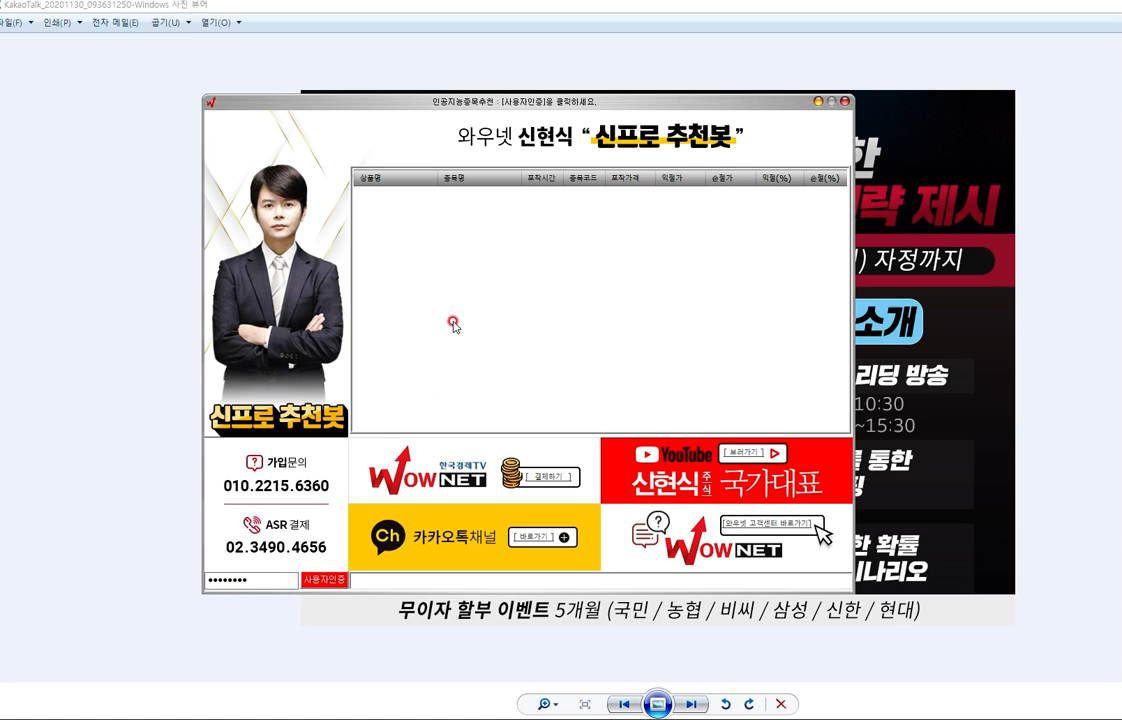 KakaoTalk_20201130_093631250-Windows 사진 뷰어
파일(F) 인쇄(P) 전자 메일(E) 굽기(U) 열기(O)
인공지능종목추천 : [사용자인증]을 클릭하세요.
와우넷 신현식 “신프로 추천봇”
상품명 종목명 포착시간 종목코드 포착가격 익절가 손절가 익절(%) 손절(%)
신프로 추천봇
가입문의
010.2215.6360
ASR 결제
02.3490.4656
●●●●●●●● 사용자인증
한국경제TV
WOWNET
[ 결제하기 ]
YouTube [ 보러가기 ]
신현식 주식 국가대표
Ch 카카오톡채널 [ 바로가기 ]
[와우넷 고객센터 바로가기]
WOWNET
한
략 제시
) 자정까지
소개
리딩 방송
10:30
~15:30
통한
한 확률
시나리오
무이자 할부 이벤트 5개월 (국민 / 농협 / 비씨 / 삼성 / 신한 / 현대)